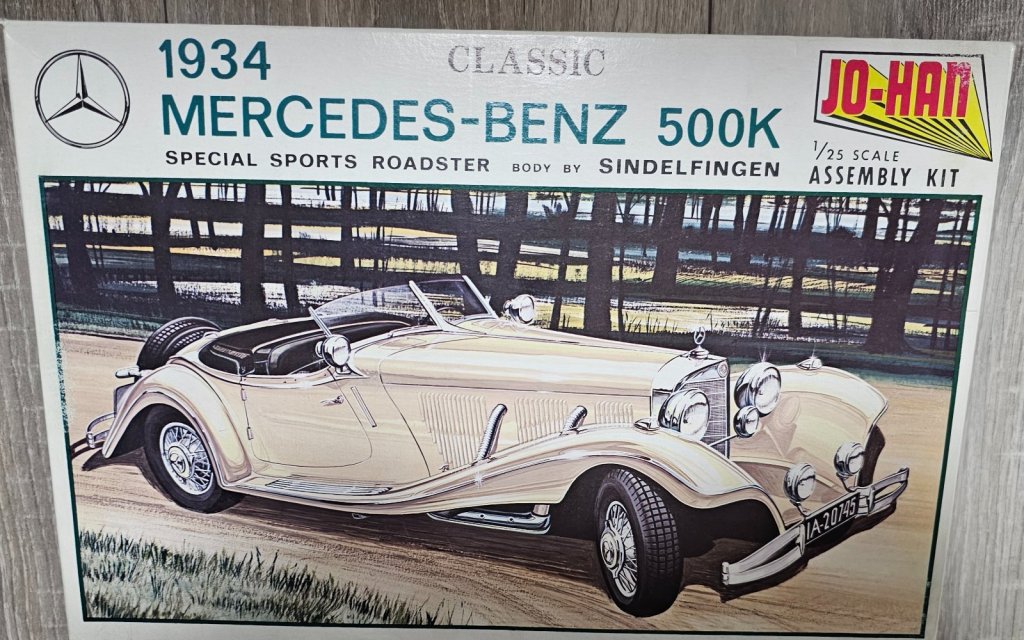 1934
CLASSIC
MERCEDES-BENZ 500K
SPECIAL SPORTS ROADSTER BODY BY SINDELFINGEN
JO-HAN
1/25 SCALE
ASSEMBLY KIT
IA-20745